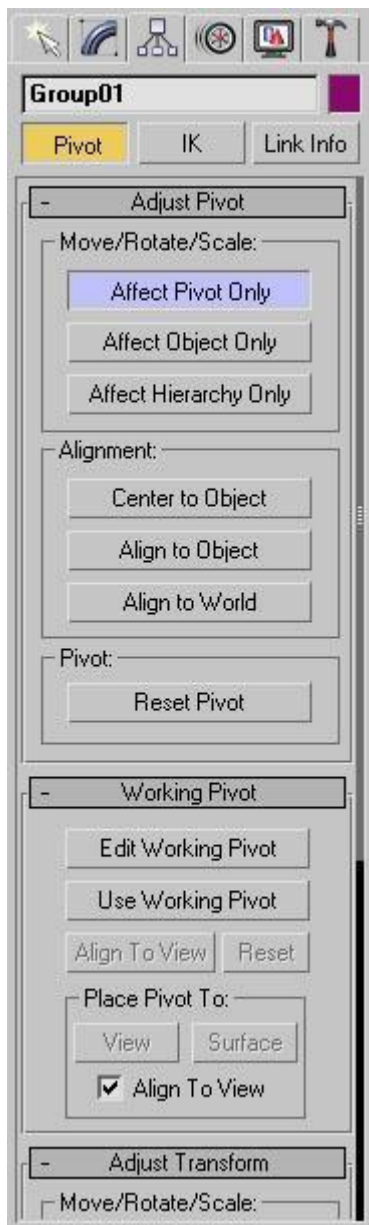 Group01
Pivot IK Link Info
- Adjust Pivot
Move/Rotate/Scale:
Affect Pivot Only
Affect Object Only
Affect Hierarchy Only
Alignment:
Center to Object
Align to Object
Align to World
Pivot:
Reset Pivot
- Working Pivot
Edit Working Pivot
Use Working Pivot
Align To View Reset
Place Pivot To:
View Surface
Align To View
- Adjust Transform
Move/Rotate/Scale: